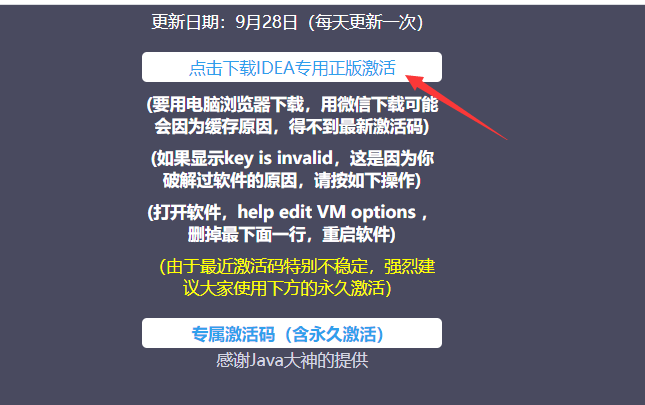 更新日期：9月28日（每天更新一次）
点击下载IDEA专用正版激活
(要用电脑浏览器下载，用微信下载可能
会因为缓存原因，得不到最新激活码)
(如果显示key is invalid，这是因为你
破解过软件的原因，请按如下操作)
(打开软件，help edit VM options ，
删掉最下面一行，重启软件)
（由于最近激活码特别不稳定，强烈建
议大家使用下方的永久激活）
专属激活码（含永久激活）
感谢Java大神的提供